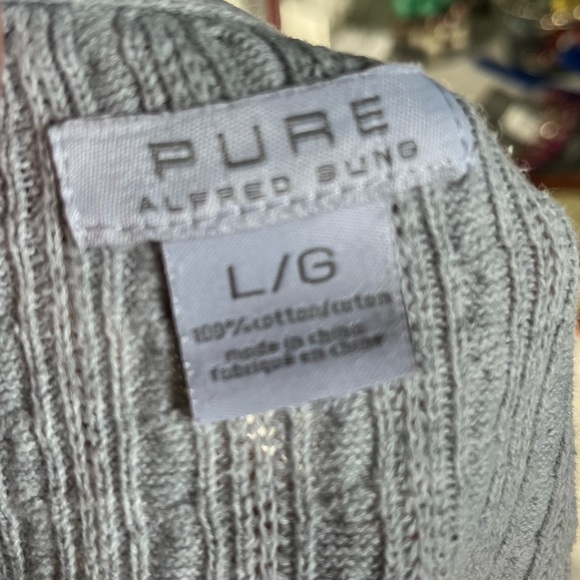 PURE
ALFRED SUNG
L/G
100%cotton/coton
made in china
fabriqué en chine